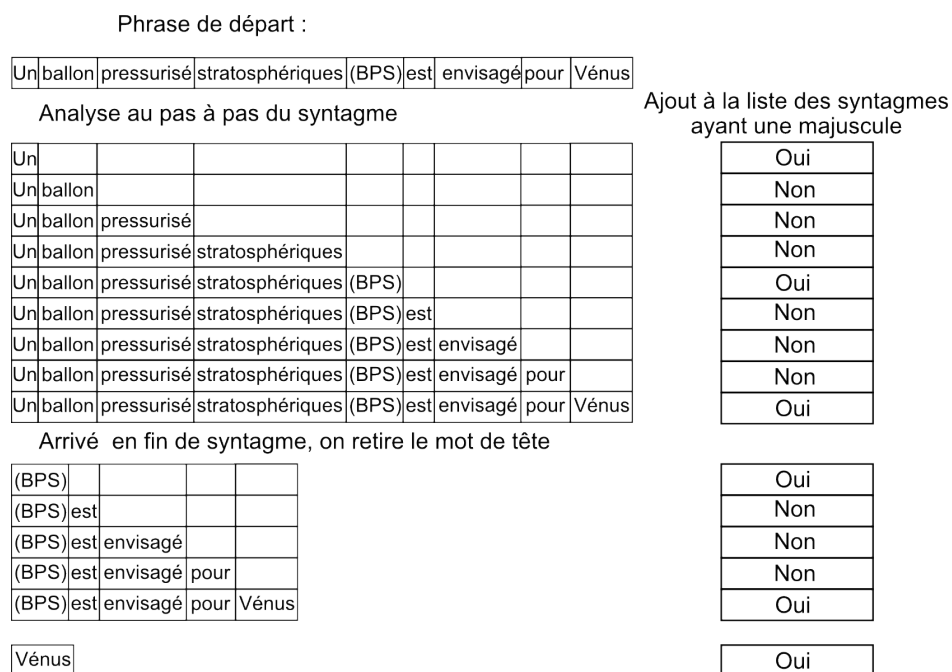 Phrase de départ :
Un ballon pressurisé stratosphériques (BPS) est envisagé pour Vénus
Analyse au pas à pas du syntagme
Ajout à la liste des syntagmes
ayant une majuscule
Un Oui
Un ballon Non
Un ballon pressurisé Non
Un ballon pressurisé stratosphériques Non
Un ballon pressurisé stratosphériques (BPS) Oui
Un ballon pressurisé stratosphériques (BPS) est Non
Un ballon pressurisé stratosphériques (BPS) est envisagé Non
Un ballon pressurisé stratosphériques (BPS) est envisagé pour Non
Un ballon pressurisé stratosphériques (BPS) est envisagé pour Vénus Oui
Arrivé en fin de syntagme, on retire le mot de tête
(BPS) Oui
(BPS) est Non
(BPS) est envisagé Non
(BPS) est envisagé pour Non
(BPS) est envisagé pour Vénus Oui
Vénus Oui